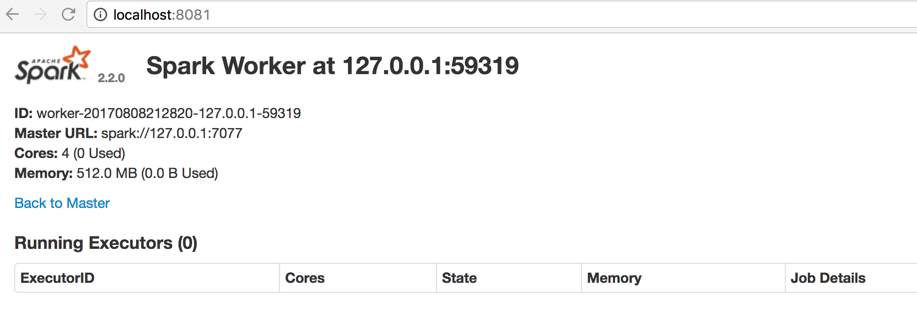 localhost:8081
APACHE
Spark 2.2.0 Spark Worker at 127.0.0.1:59319
ID: worker-20170808212820-127.0.0.1-59319
Master URL: spark://127.0.0.1:7077
Cores: 4 (0 Used)
Memory: 512.0 MB (0.0 B Used)
Back to Master
Running Executors (0)
ExecutorID Cores State Memory Job Details